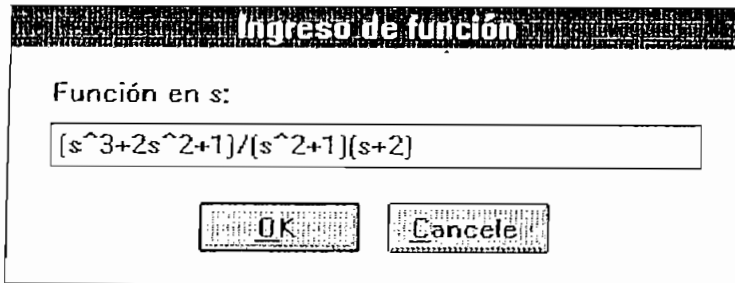 Ingreso de función
Función en s:
(s^3+2s^2+1)/(s^2+1)(s+2)
OK
Cancele